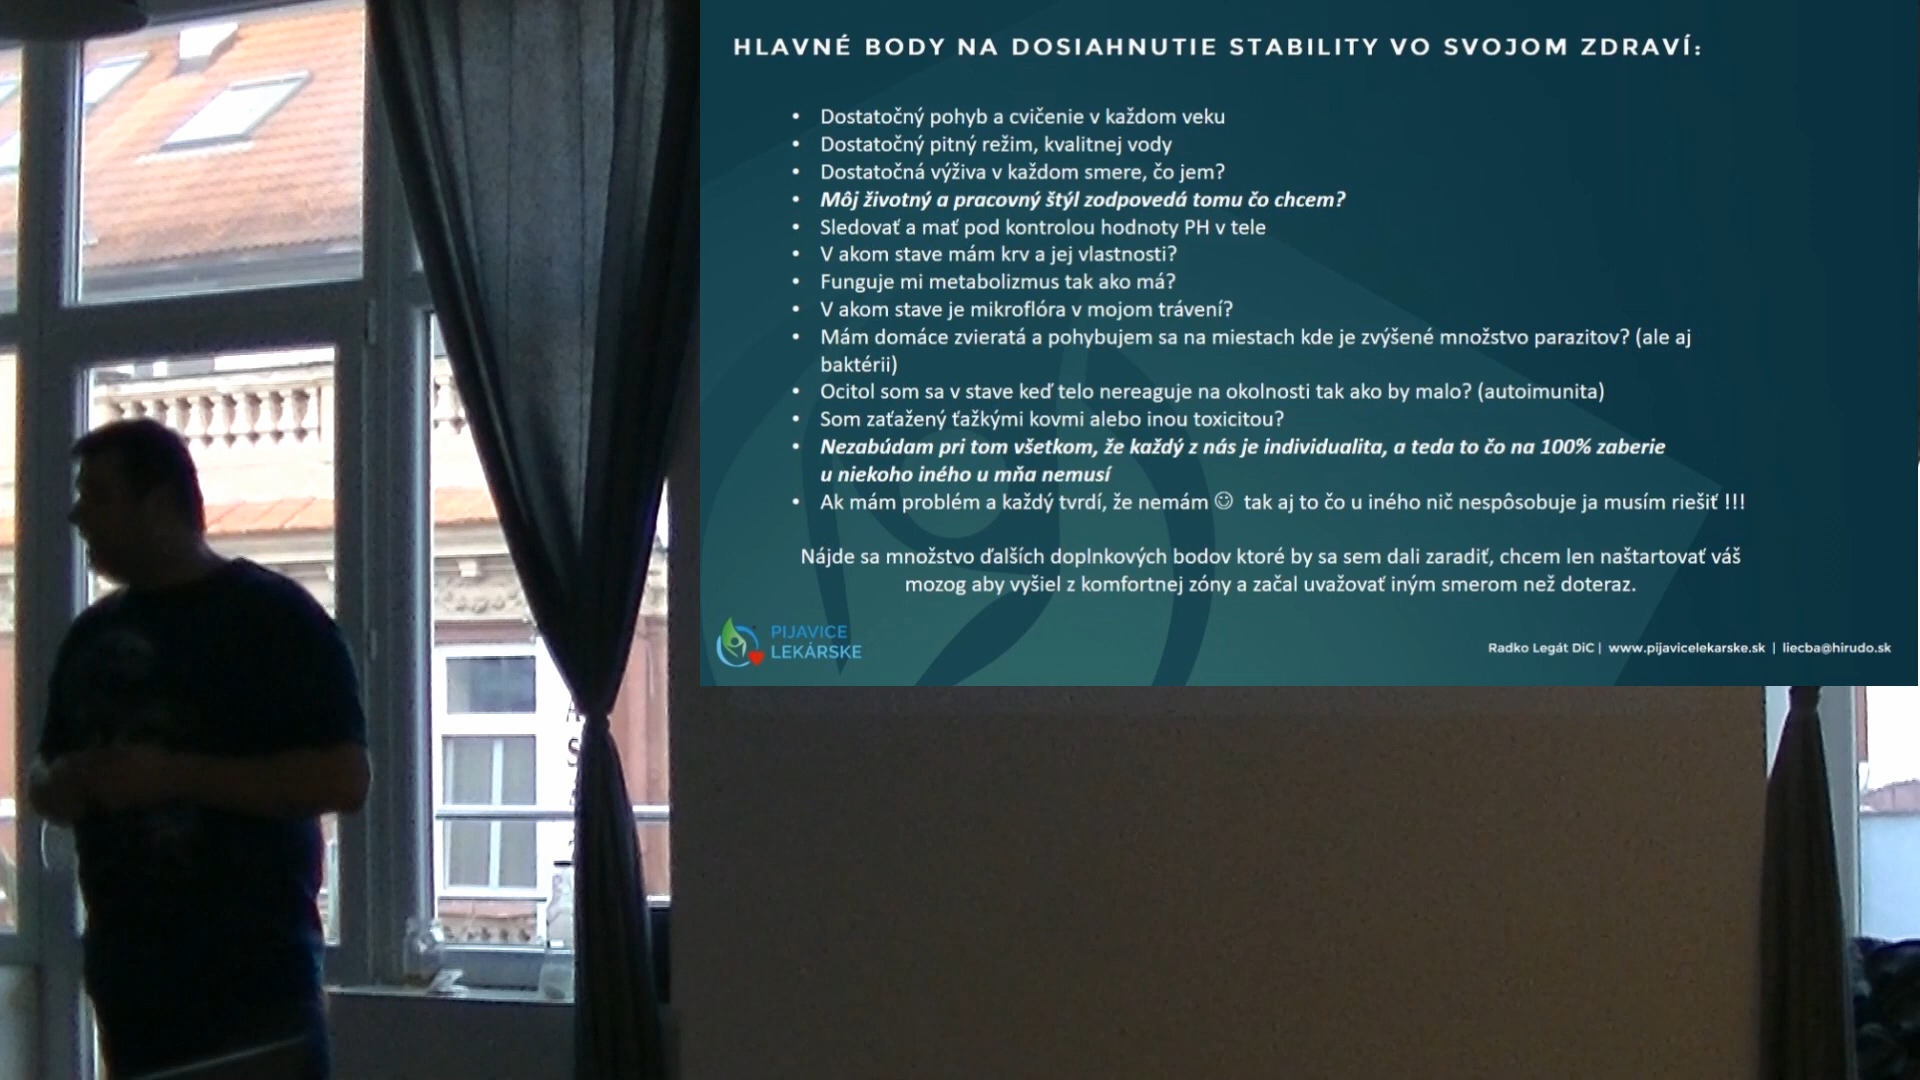 HLAVNÉ BODY NA DOSIAHNUTIE STABILITY VO SVOJOM ZDRAVÍ:
• Dostatočný pohyb a cvičenie v každom veku
• Dostatočný pitný režim, kvalitnej vody
• Dostatočná výživa v každom smere, čo jem?
• Môj životný a pracovný štýl zodpovedá tomu čo chcem?
• Sledovať a mať pod kontrolou hodnoty PH v tele
• V akom stave mám krv a jej vlastnosti?
• Funguje mi metabolizmus tak ako má?
• V akom stave je mikroflóra v mojom trávení?
• Mám domáce zvieratá a pohybujem sa na miestach kde je zvýšené množstvo parazitov? (ale aj
baktérii)
• Ocitol som sa v stave keď telo nereaguje na okolnosti tak ako by malo? (autoimunita)
• Som zaťažený ťažkými kovmi alebo inou toxicitou?
• Nezabúdam pri tom všetkom, že každý z nás je individualita, a teda to čo na 100% zaberie
u niekoho iného u mňa nemusí
• Ak mám problém a každý tvrdí, že nemám ☺ tak aj to čo u iného nič nespôsobuje ja musím riešiť !!!
Nájde sa množstvo ďalších doplnkových bodov ktoré by sa sem dali zaradiť, chcem len naštartovať váš
mozog aby vyšiel z komfortnej zóny a začal uvažovať iným smerom než doteraz.
PIJAVICE
LEKÁRSKE
Radko Legát DiC | www.pijavicelekarske.sk | liecba@hirudo.sk